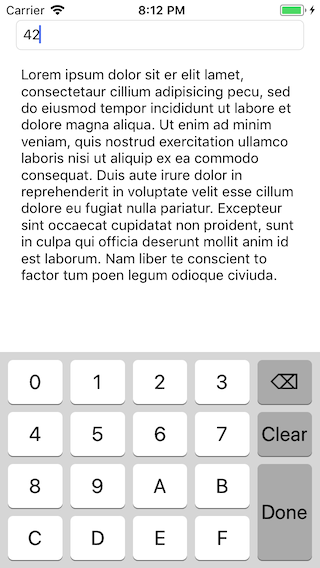 Carrier 8:12 PM
42
Lorem ipsum dolor sit er elit lamet,
consectetaur cillium adipisicing pecu, sed
do eiusmod tempor incididunt ut labore et
dolore magna aliqua. Ut enim ad minim
veniam, quis nostrud exercitation ullamco
laboris nisi ut aliquip ex ea commodo
consequat. Duis aute irure dolor in
reprehenderit in voluptate velit esse cillum
dolore eu fugiat nulla pariatur. Excepteur
sint occaecat cupidatat non proident, sunt
in culpa qui officia deserunt mollit anim id
est laborum. Nam liber te conscient to
factor tum poen legum odioque civiuda.
0 1 2 3 ⌫
4 5 6 7 Clear
8 9 A B
Done
C D E F